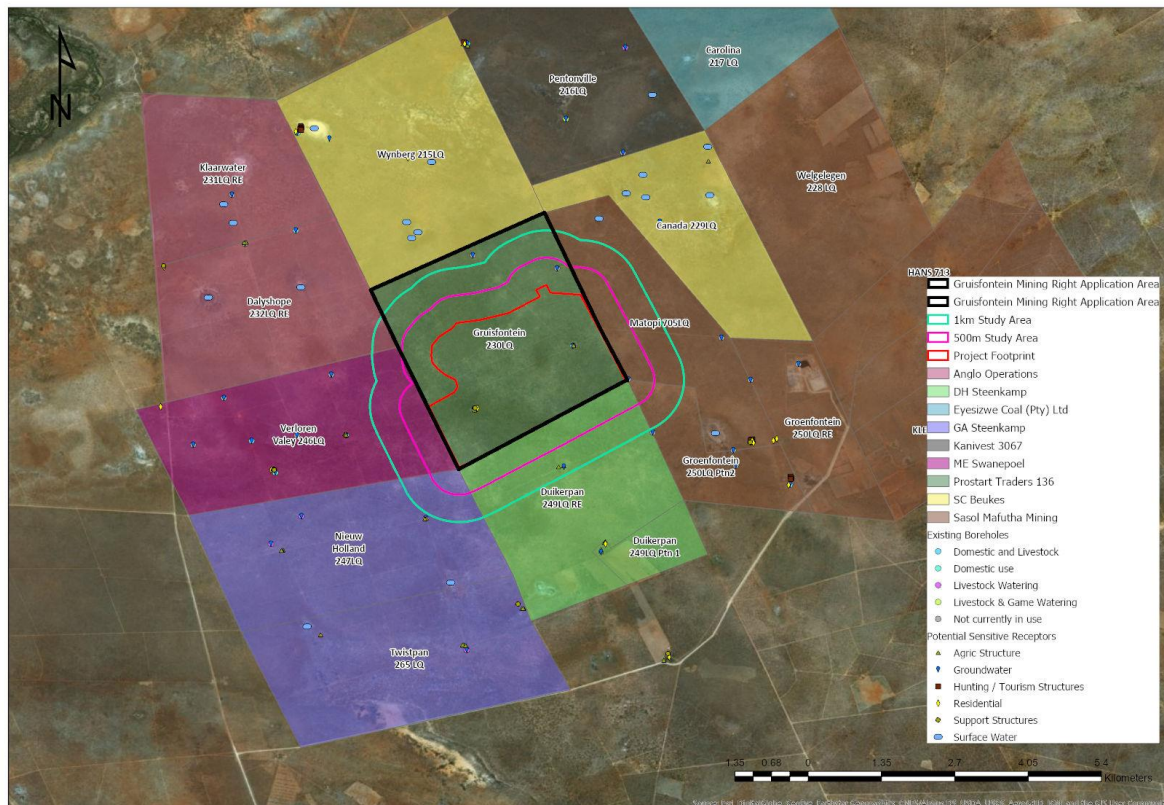 N
Carolina
217 LQ
Pentonville
216LQ
Wynberg 215LQ
Klaarwater
231LQ RE
Welgelegen
228 LQ
Canada 229LQ
HANS 713
Dalyshope
232LQ RE
Gruisfontein
230LQ
Matopi 705LQ
Verloren
Valey 246LQ
Groenfontein
250LQ RE
KLE
Groenfontein
250LQ Ptn2
Duikerpan
249LQ RE
Nieuw
Holland
247LQ
Duikerpan
249LQ Ptn 1
Twistpan
265 LQ
Gruisfontein Mining Right Application Area
Gruisfontein Mining Right Application Area
1km Study Area
500m Study Area
Project Footprint
Anglo Operations
DH Steenkamp
Eyesizwe Coal (Pty) Ltd
GA Steenkamp
Kanivest 3067
ME Swanepoel
Prostart Traders 136
SC Beukes
Sasol Mafutha Mining
Existing Boreholes
Domestic and Livestock
Domestic use
Livestock Watering
Livestock & Game Watering
Not currently in use
Potential Sensitive Receptors
Agric Structure
Groundwater
Hunting / Tourism Structures
Residential
Support Structures
Surface Water
1.35 0.68 0 1.35 2.7 4.05 5.4
Kilometers